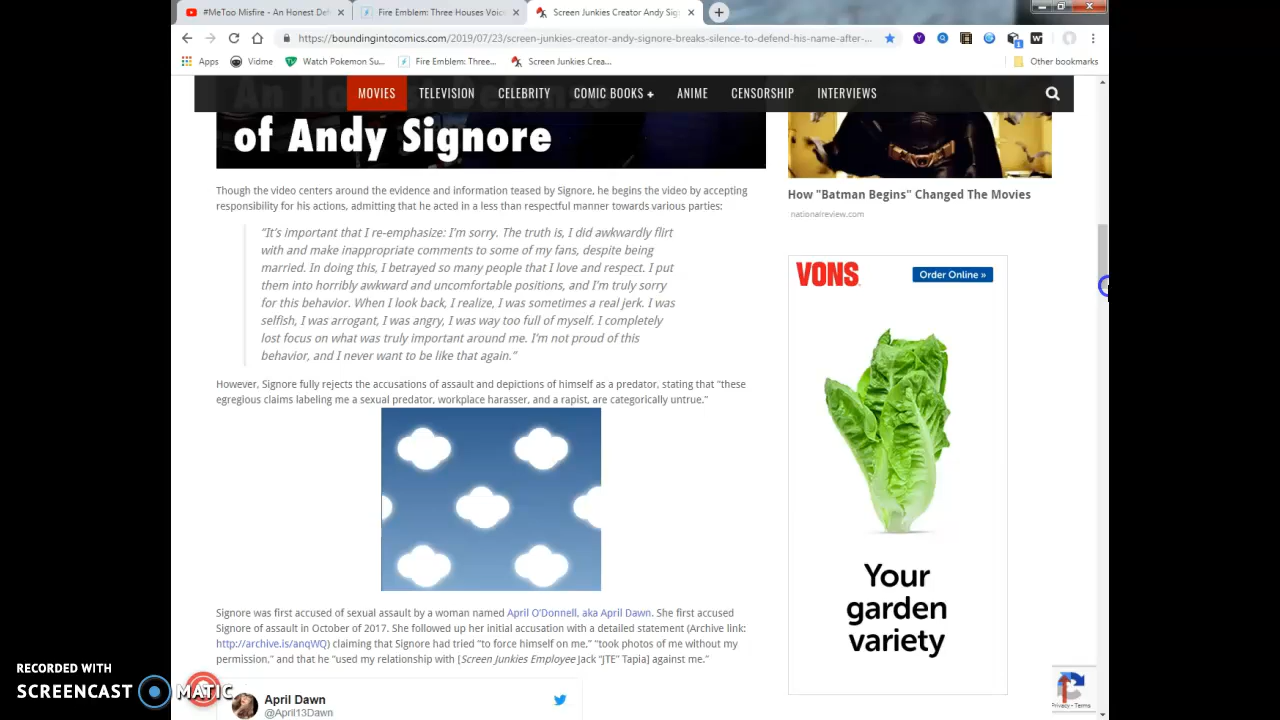 #MeToo Misfire - An Honest Def
Fire Emblem: Three Houses Voic
Screen Junkies Creator Andy Sig
https://boundingintocomics.com/2019/07/23/screen-junkies-creator-andy-signore-breaks-silence-to-defend-his-name-after-...
Apps
Vidme
Watch Pokemon Su...
Fire Emblem: Three...
Screen Junkies Crea...
Other bookmarks
MOVIES
TELEVISION
CELEBRITY
COMIC BOOKS +
ANIME
CENSORSHIP
INTERVIEWS
of Andy Signore
Though the video centers around the evidence and information teased by Signore, he begins the video by accepting
responsibility for his actions, admitting that he acted in a less than respectful manner towards various parties:
“It’s important that I re-emphasize: I’m sorry. The truth is, I did awkwardly flirt
with and make inappropriate comments to some of my fans, despite being
married. In doing this, I betrayed so many people that I love and respect. I put
women into horribly awkward and uncomfortable positions, and I’m truly sorry
for this behavior. When I look back, I realize, I was sometimes a real jerk. I was
selfish, I was arrogant, I was angry, I was way too full of myself. I completely
lost focus on what was truly important around me. I’m not proud of this
behavior, and I never want to be like that again.”
However, Signore fully rejects the accusations of assault and depictions of himself as a predator, stating that “these
egregious claims labeling me a sexual predator, workplace harasser, and a rapist, are categorically untrue.”
Signore was first accused of sexual assault by a woman named April O’Donnell, aka April Dawn. She first accused
Signore of assault in October of 2017. She followed up her initial accusation with a detailed statement (Archive link:
http://archive.is/anqWQ) claiming that Signore had tried “to force himself on me,” “took photos of me without my
permission,” and that he “used my relationship with [Screen Junkies Employee Jack “JTE” Tapia] against me.”
April Dawn
@April13Dawn
How "Batman Begins" Changed The Movies
nationalreview.com
VONS
Order Online »
Your
garden
variety
Privacy - Terms
RECORDED WITH
SCREENCAST MATIC